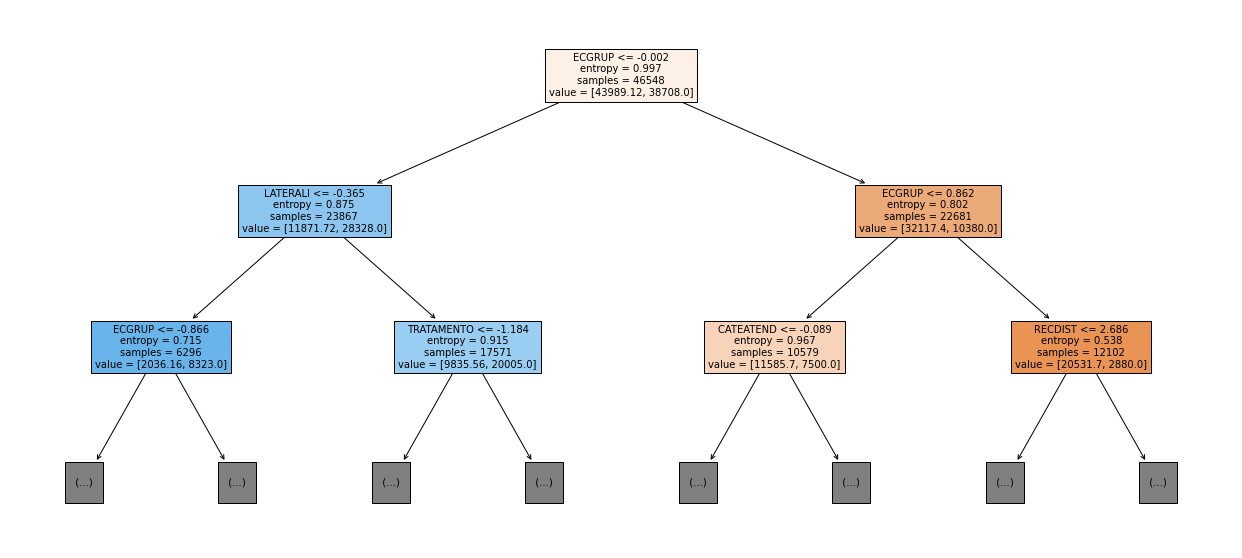 ECGRUP <= -0.002
entropy = 0.997
samples = 46548
value = [43989.12, 38708.0]
LATERALI <= -0.365
entropy = 0.875
samples = 23867
value = [11871.72, 28328.0]
ECGRUP <= 0.862
entropy = 0.802
samples = 22681
value = [32117.4, 10380.0]
ECGRUP <= -0.866
entropy = 0.715
samples = 6296
value = [2036.16, 8323.0]
TRATAMENTO <= -1.184
entropy = 0.915
samples = 17571
value = [9835.56, 20005.0]
CATEATEND <= -0.089
entropy = 0.967
samples = 10579
value = [11585.7, 7500.0]
RECDIST <= 2.686
entropy = 0.538
samples = 12102
value = [20531.7, 2880.0]
(...)
(...)
(...)
(...)
(...)
(...)
(...)
(...)